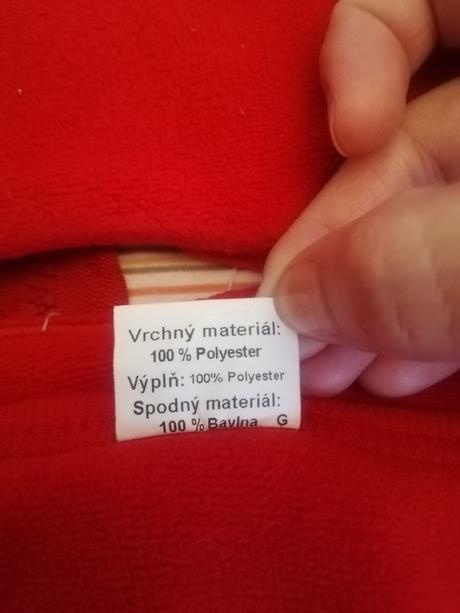 Vrchný materiál:
100 % Polyester
Výplň: 100% Polyester
Spodný materiál:
100 % Bavlna G